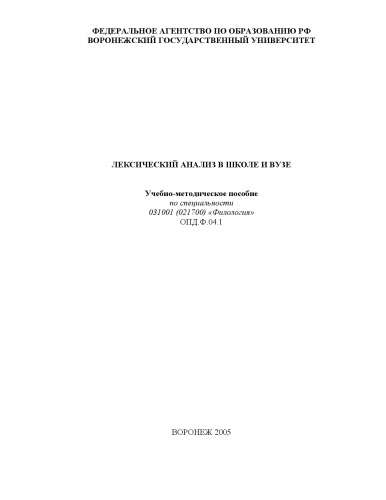 ФЕДЕРАЛЬНОЕ АГЕНТСТВО ПО ОБРАЗОВАНИЮ РФ
ВОРОНЕЖСКИЙ ГОСУДАРСТВЕННЫЙ УНИВЕРСИТЕТ
ЛЕКСИЧЕСКИЙ АНАЛИЗ В ШКОЛЕ И ВУЗЕ
Учебно-методическое пособие
по специальности
031001 (021700) «Филология»
ОПД.Ф.04.1
ВОРОНЕЖ 2005